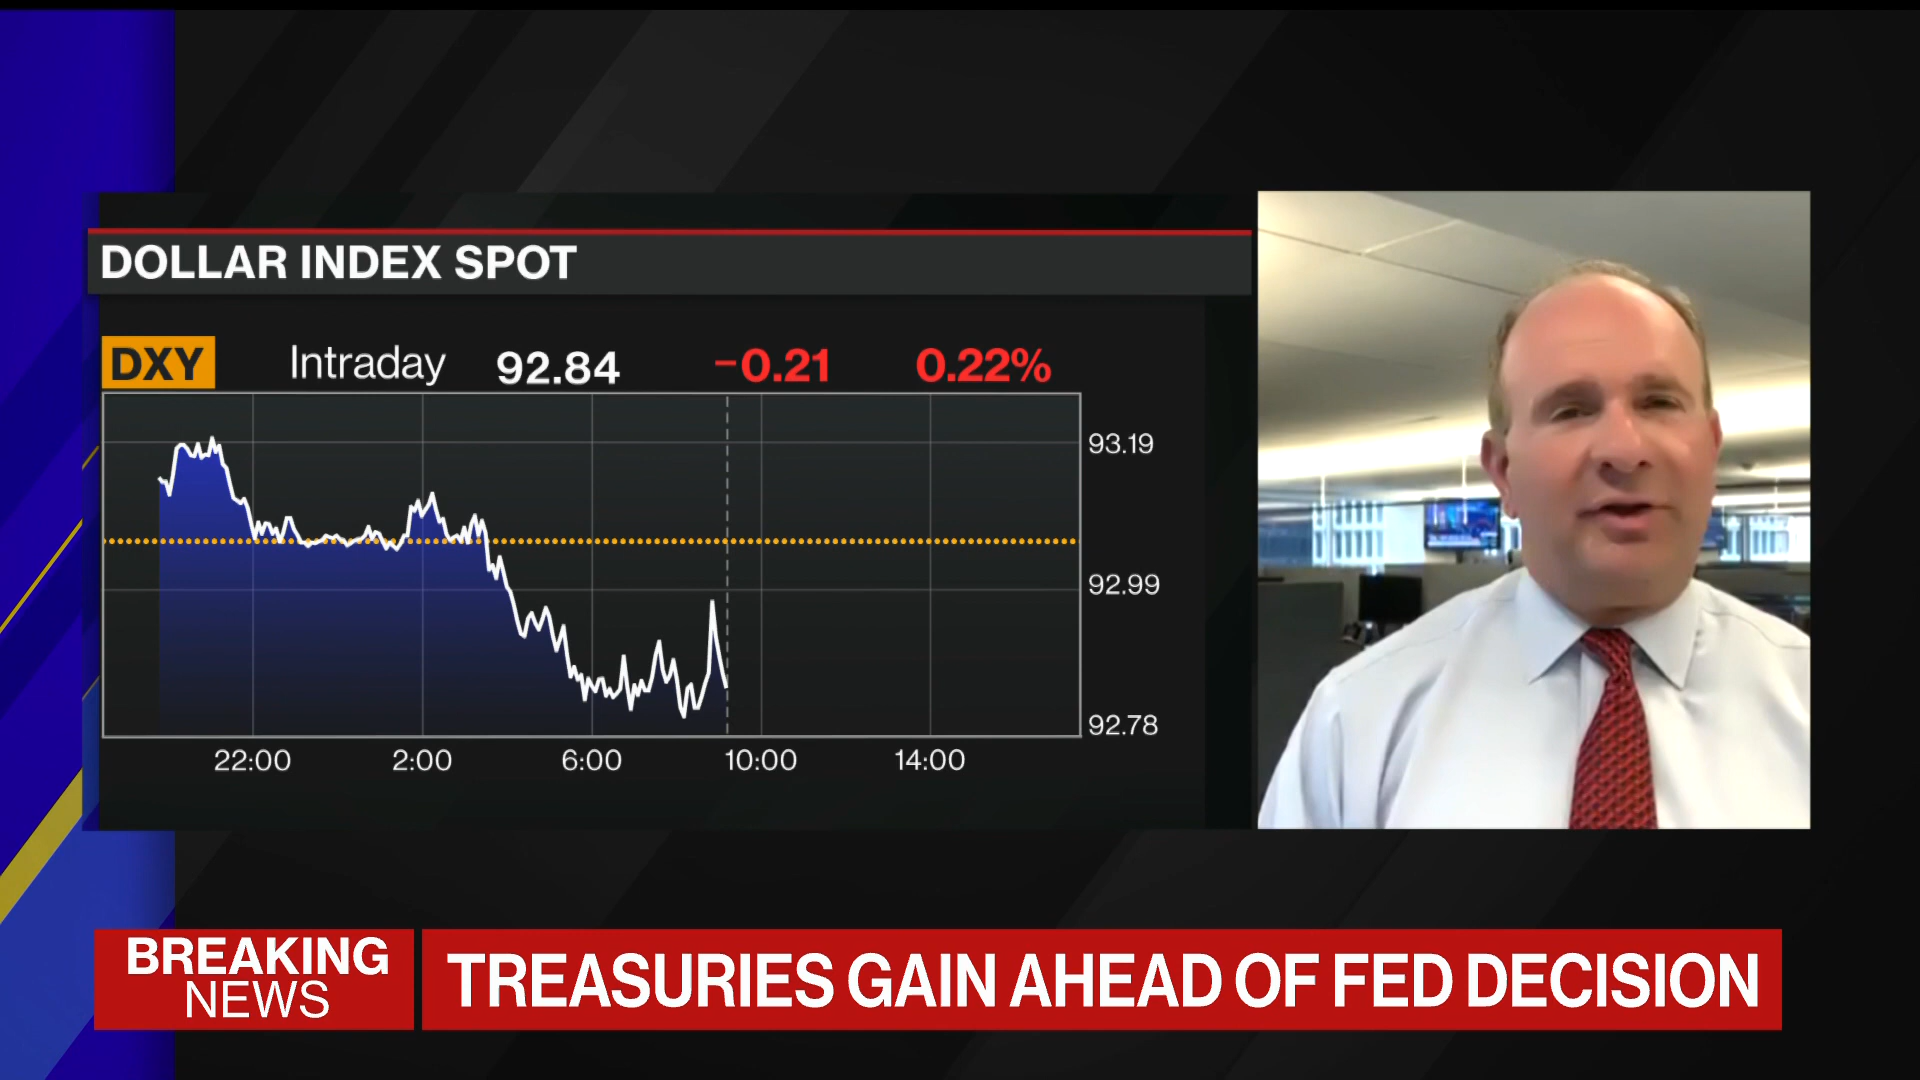 DOLLAR INDEX SPOT
DXY Intraday 92.84 -0.21 0.22%
93.19
92.99
92.78
22:00 2:00 6:00 10:00 14:00
BREAKING
NEWS
TREASURIES GAIN AHEAD OF FED DECISION